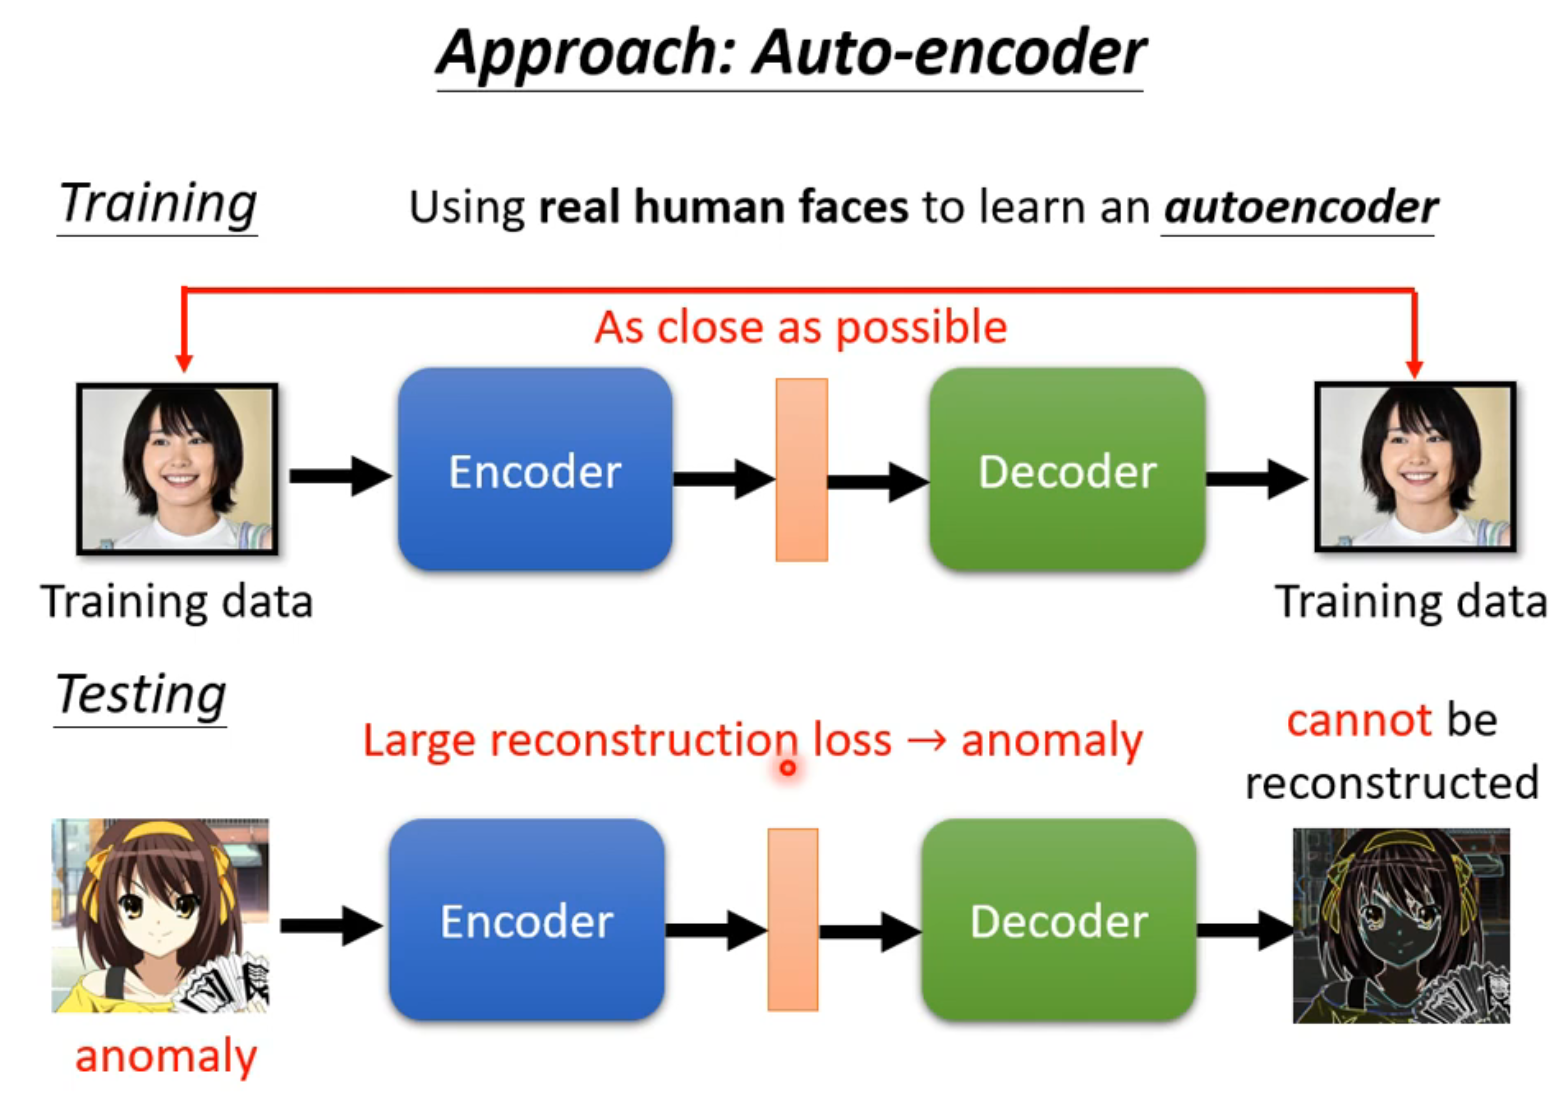 Approach: Auto-encoder
Training
Using real human faces to learn an autoencoder
As close as possible
Encoder
Decoder
Training data
Training data
Testing
Large reconstruction loss → anomaly
cannot be
reconstructed
Encoder
Decoder
anomaly